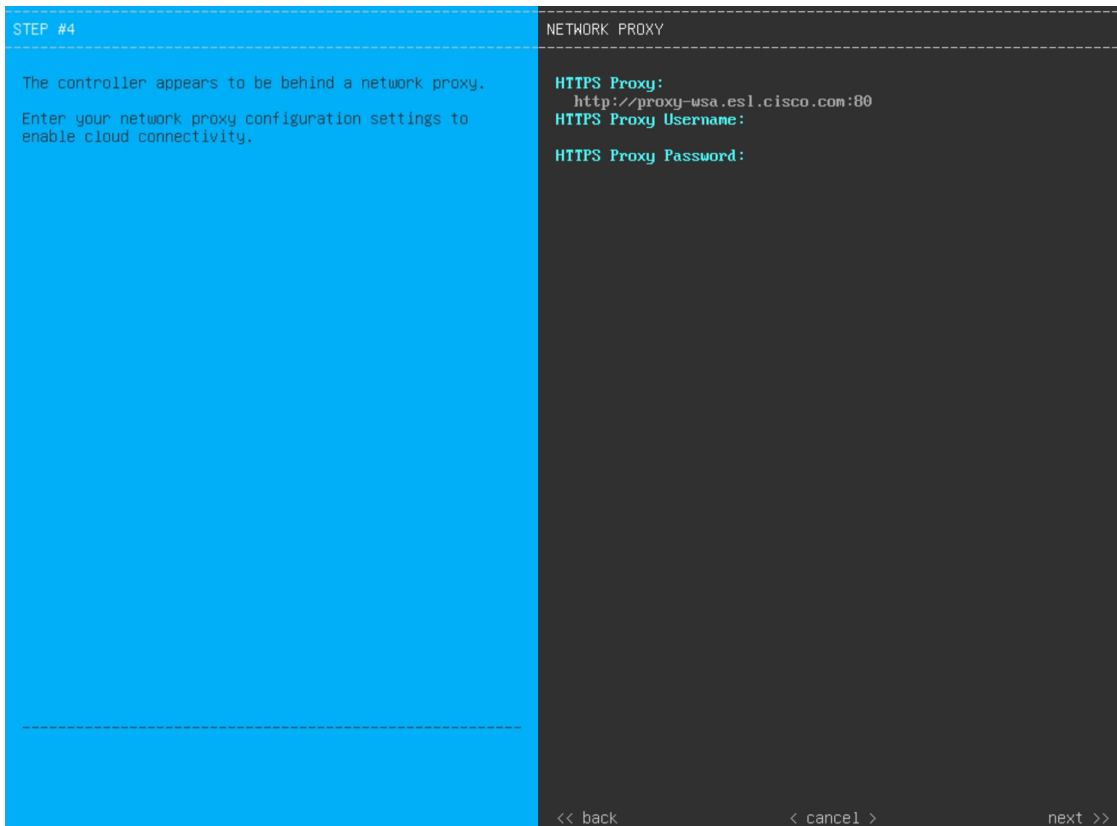 STEP #4
The controller appears to be behind a network proxy.
Enter your network proxy configuration settings to
enable cloud connectivity.
NETWORK PROXY
HTTPS Proxy:
http://proxy-wsa.esl.cisco.com:80
HTTPS Proxy Username:
HTTPS Proxy Password:
<< back < cancel > next >>